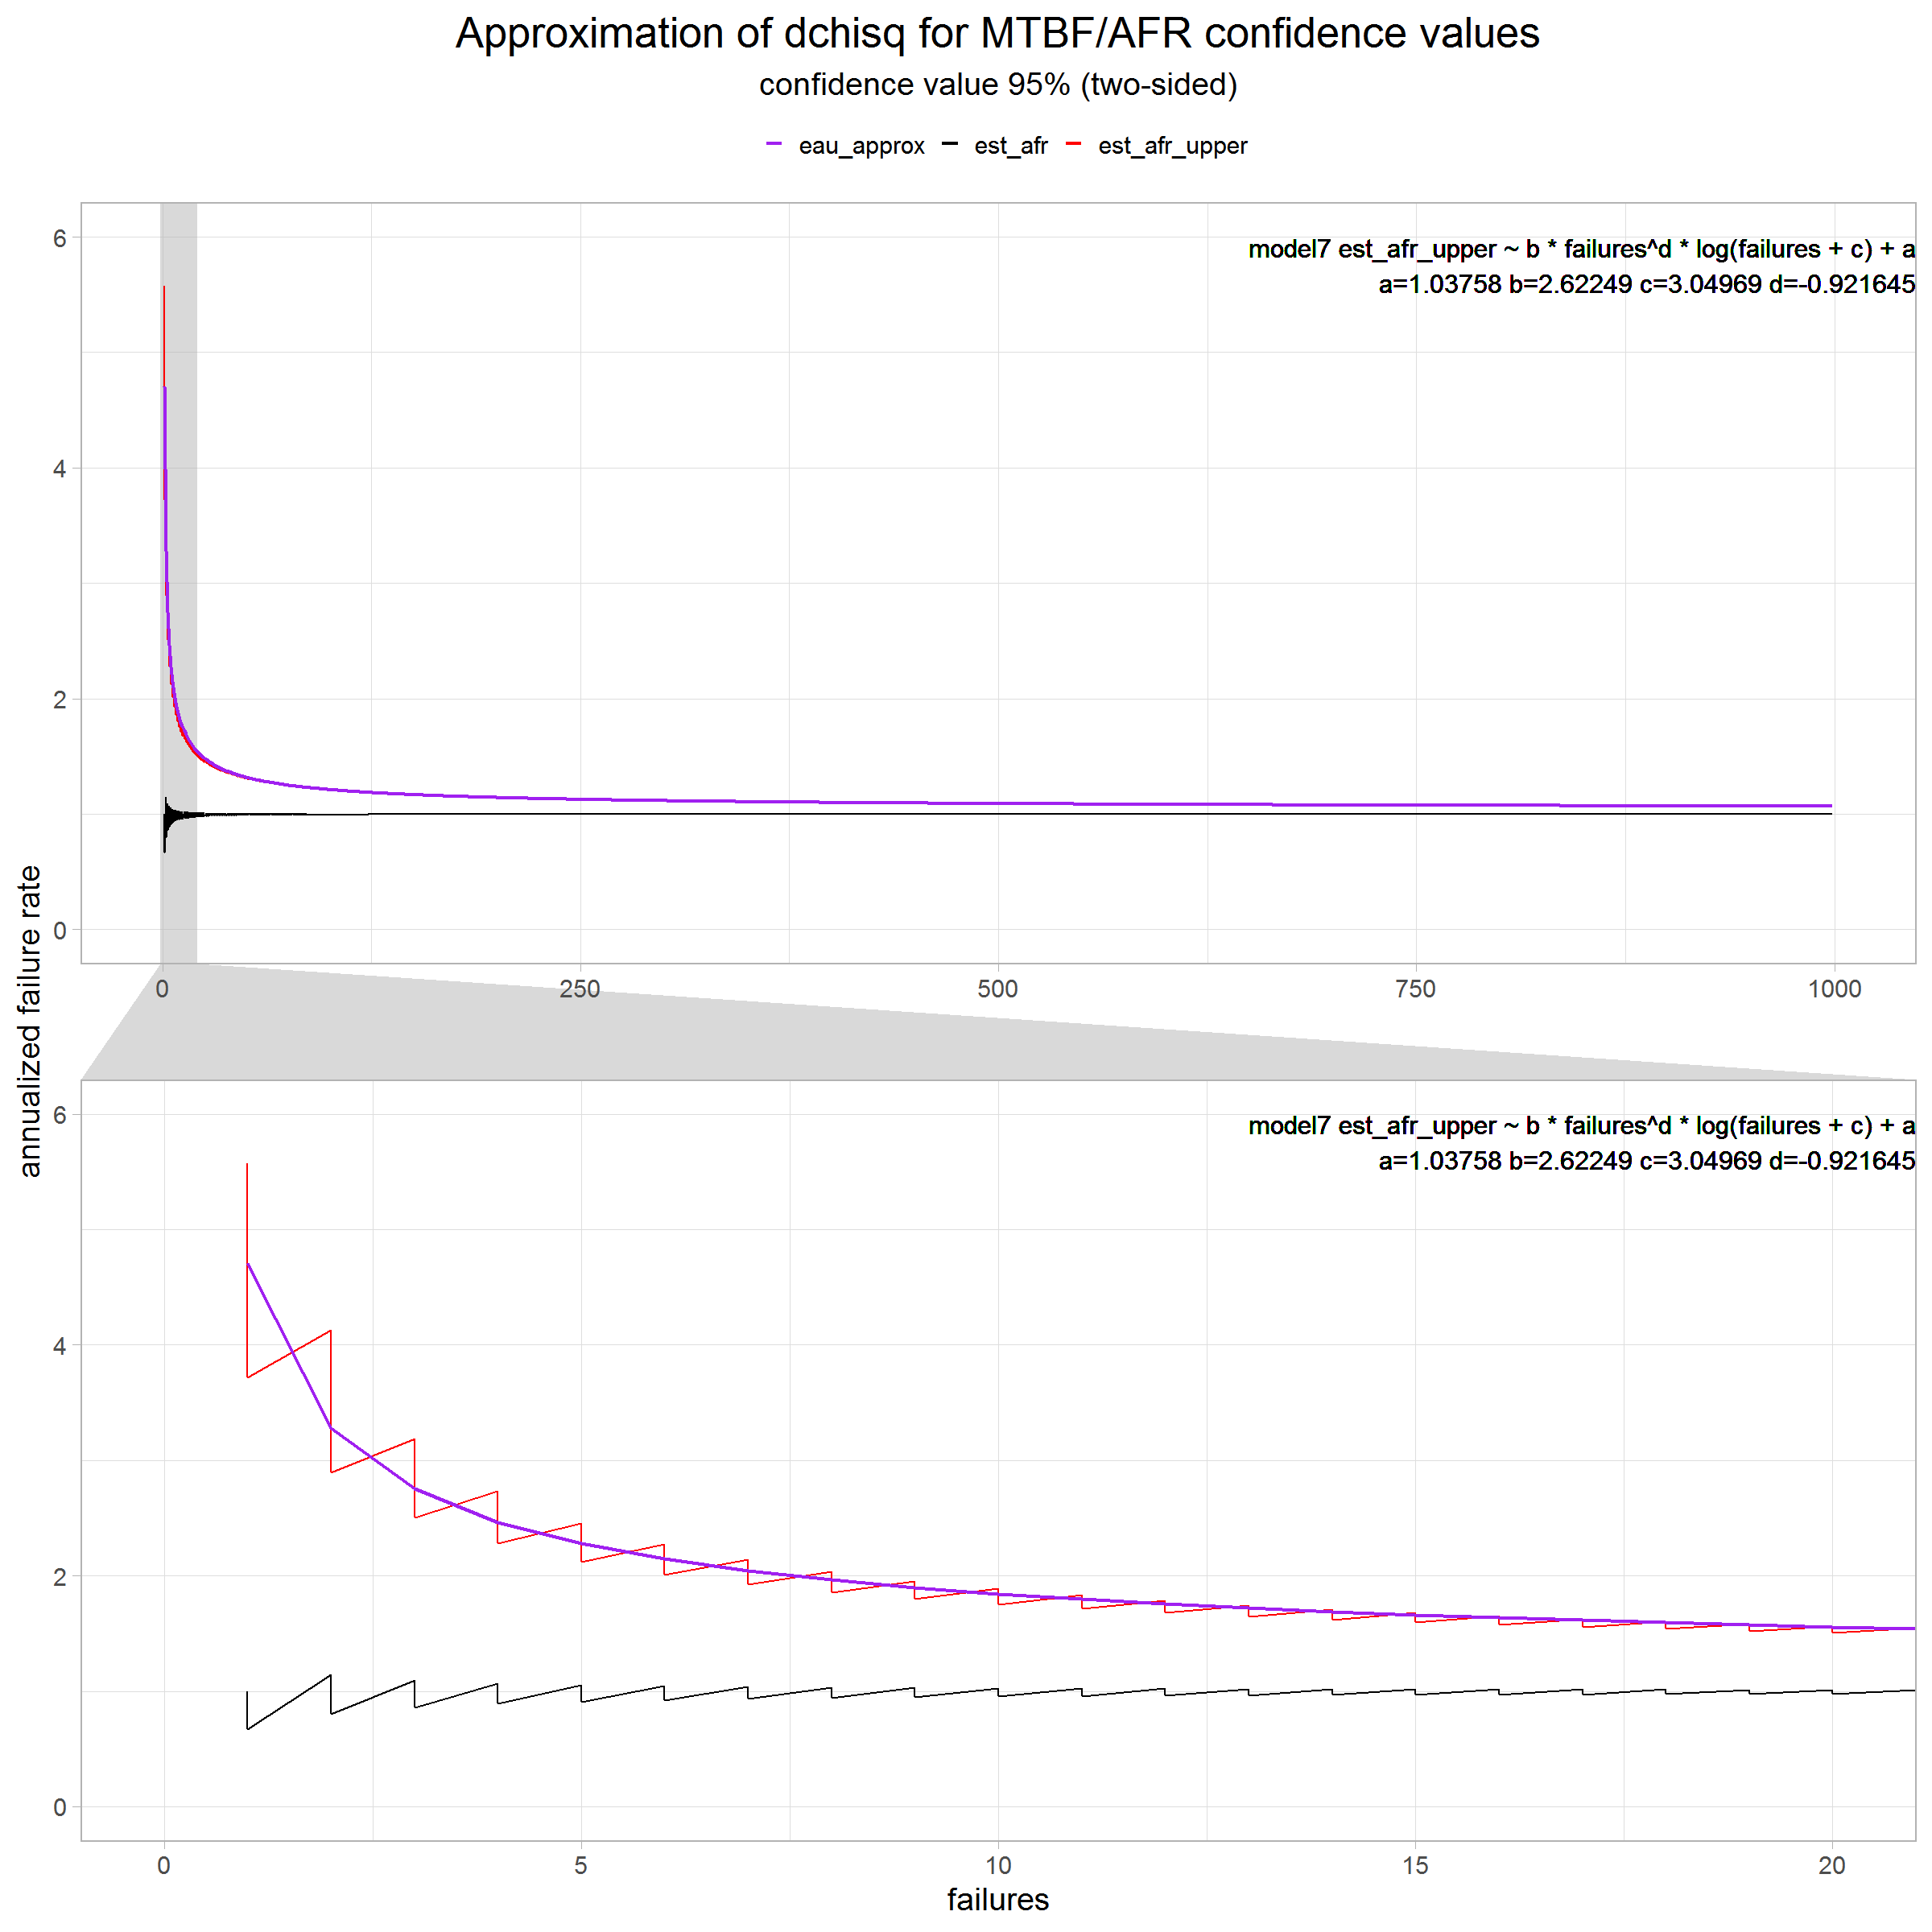 Approximation of dchisq for MTBF/AFR confidence values
confidence value 95% (two-sided)
eau_approx est_afr est_afr_upper
model7 est_afr_upper ~ b * failures^d * log(failures + c) + a
a=1.03758 b=2.62249 c=3.04969 d=-0.921645
6
4
2
0
0 250 500 750 1000
annualized failure rate
model7 est_afr_upper ~ b * failures^d * log(failures + c) + a
a=1.03758 b=2.62249 c=3.04969 d=-0.921645
6
4
2
0
0 5 10 15 20
failures